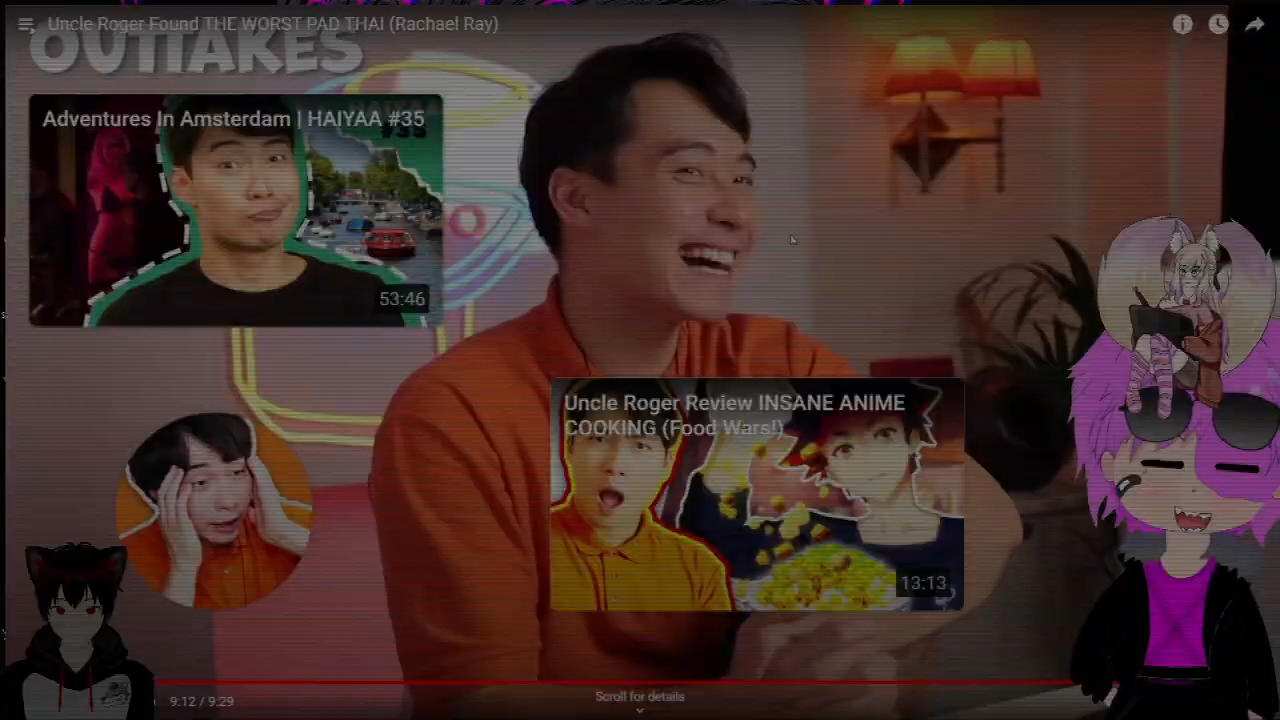 Uncle Roger Found THE WORST PAD THAI (Rachael Ray)
OUTTAKES
Adventures In Amsterdam | HAIYAA #35
#35
53:46
Uncle Roger Review INSANE ANIME
COOKING (Food Wars!)
13:13
9:12 / 9:29
Scroll for details